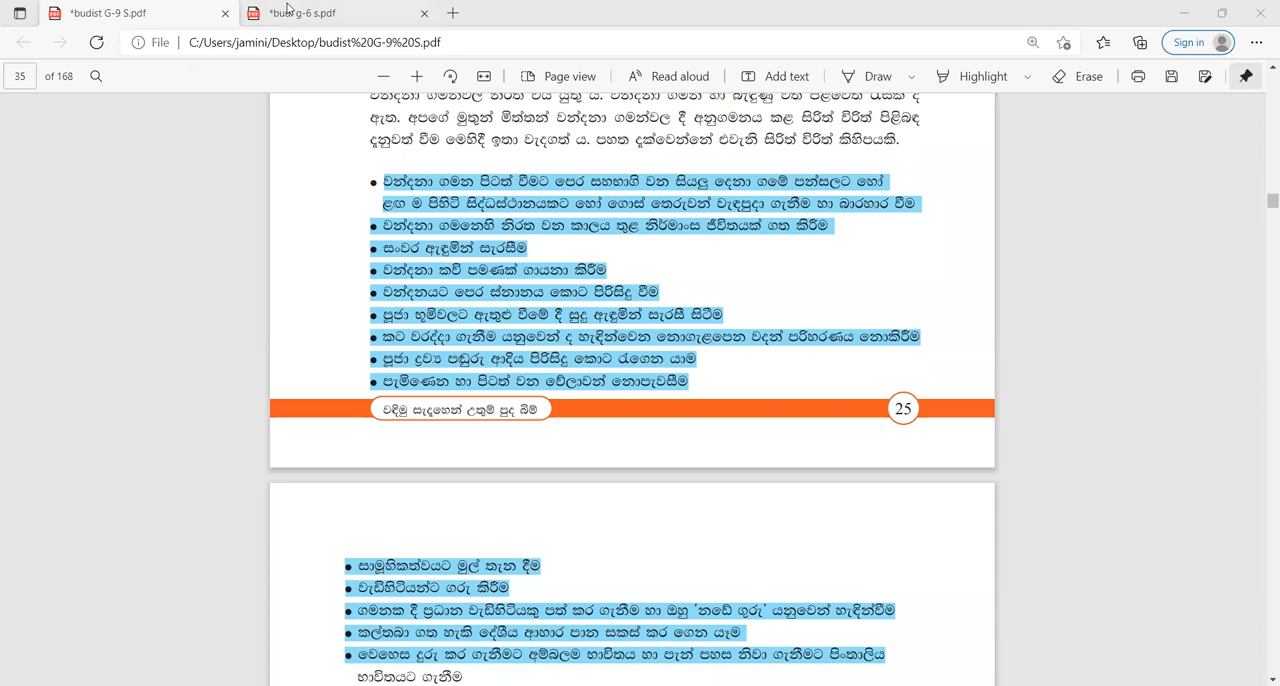 *budist G-9 S.pdf
*budi g-6 s.pdf
File
C:/Users/jamini/Desktop/budist%20G-9%20S.pdf
Sign in
35 of 168
Page view
Read aloud
Add text
Draw
Highlight
Erase
වන්දනා ගමන්වල නිරත විය යුතු ය. වන්දනා ගමන් හා බැඳුණු වත් පිළිවෙත් රැසක් ද
ඇත. අපගේ මුතුන් මිත්තන් වන්දනා ගමන්වල දී අනුගමනය කළ සිරිත් විරිත් පිළිබඳ
දැනුවත් වීම මෙහිදී ඉතා වැදගත් ය. පහත දැක්වෙන්නේ එවැනි සිරිත් විරිත් කිහිපයකි.
● වන්දනා ගමන පිටත් වීමට පෙර සහභාගි වන සියලු දෙනා ගමේ පන්සලට හෝ
ළඟ ම පිහිටි සිද්ධස්ථානයකට හෝ ගොස් තෙරුවන් වැඳපුදා ගැනීම හා බාරහාර වීම
● වන්දනා ගමනෙහි නිරත වන කාලය තුළ නිර්මාංස ජීවිතයක් ගත කිරීම
● සංවර ඇඳුමින් සැරසීම
● වන්දනා කවි පමණක් ගායනා කිරීම
● වන්දනයට පෙර ස්නානය කොට පිරිසිදු වීම
● පූජා භූමිවලට ඇතුළු වීමේ දී සුදු ඇඳුමින් සැරසී සිටීම
● කට වරද්දා ගැනීම යනුවෙන් ද හැඳින්වෙන නොගැළපෙන වදන් පරිහරණය නොකිරීම
● පූජා ද්‍රව්‍ය පඬුරු ආදිය පිරිසිදු කොට රැගෙන යාම
● පැමිණෙන හා පිටත් වන වේලාවන් නොපැවසීම
වඳිමු සැදැහෙන් උතුම් පුද බිම්
25
● සාමූහිකත්වයට මුල් තැන දීම
● වැඩිහිටියන්ට ගරු කිරීම
● ගමනක දී ප්‍රධාන වැඩිහිටියකු පත් කර ගැනීම හා ඔහු 'නඩේ ගුරු' යනුවෙන් හැඳින්වීම
● කල්තබා ගත හැකි දේශීය ආහාර පාන සකස් කර ගෙන යෑම
● වෙහෙස දුරු කර ගැනීමට අම්බලම භාවිතය හා පැන් පහස නිවා ගැනීමට පිංතාලිය
භාවිතයට ගැනීම